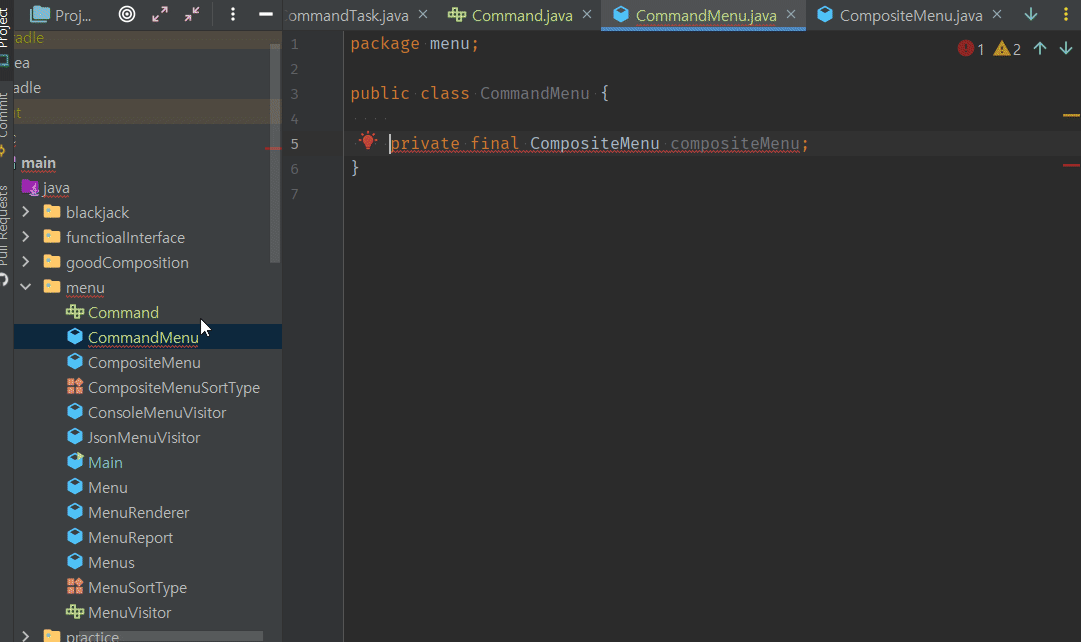 Proj...
ommandTask.java
Command.java
CommandMenu.java
CompositeMenu.java
Project
Commit
Pull Requests
adle
ea
adle
t
main
java
blackjack
functioalInterface
goodComposition
menu
Command
CommandMenu
CompositeMenu
CompositeMenuSortType
ConsoleMenuVisitor
JsonMenuVisitor
Main
Menu
MenuRenderer
MenuReport
Menus
MenuSortType
MenuVisitor
practice
1 package menu;
2
3 public class CommandMenu {
4
5 private final CompositeMenu compositeMenu;
6 }
7
1 2